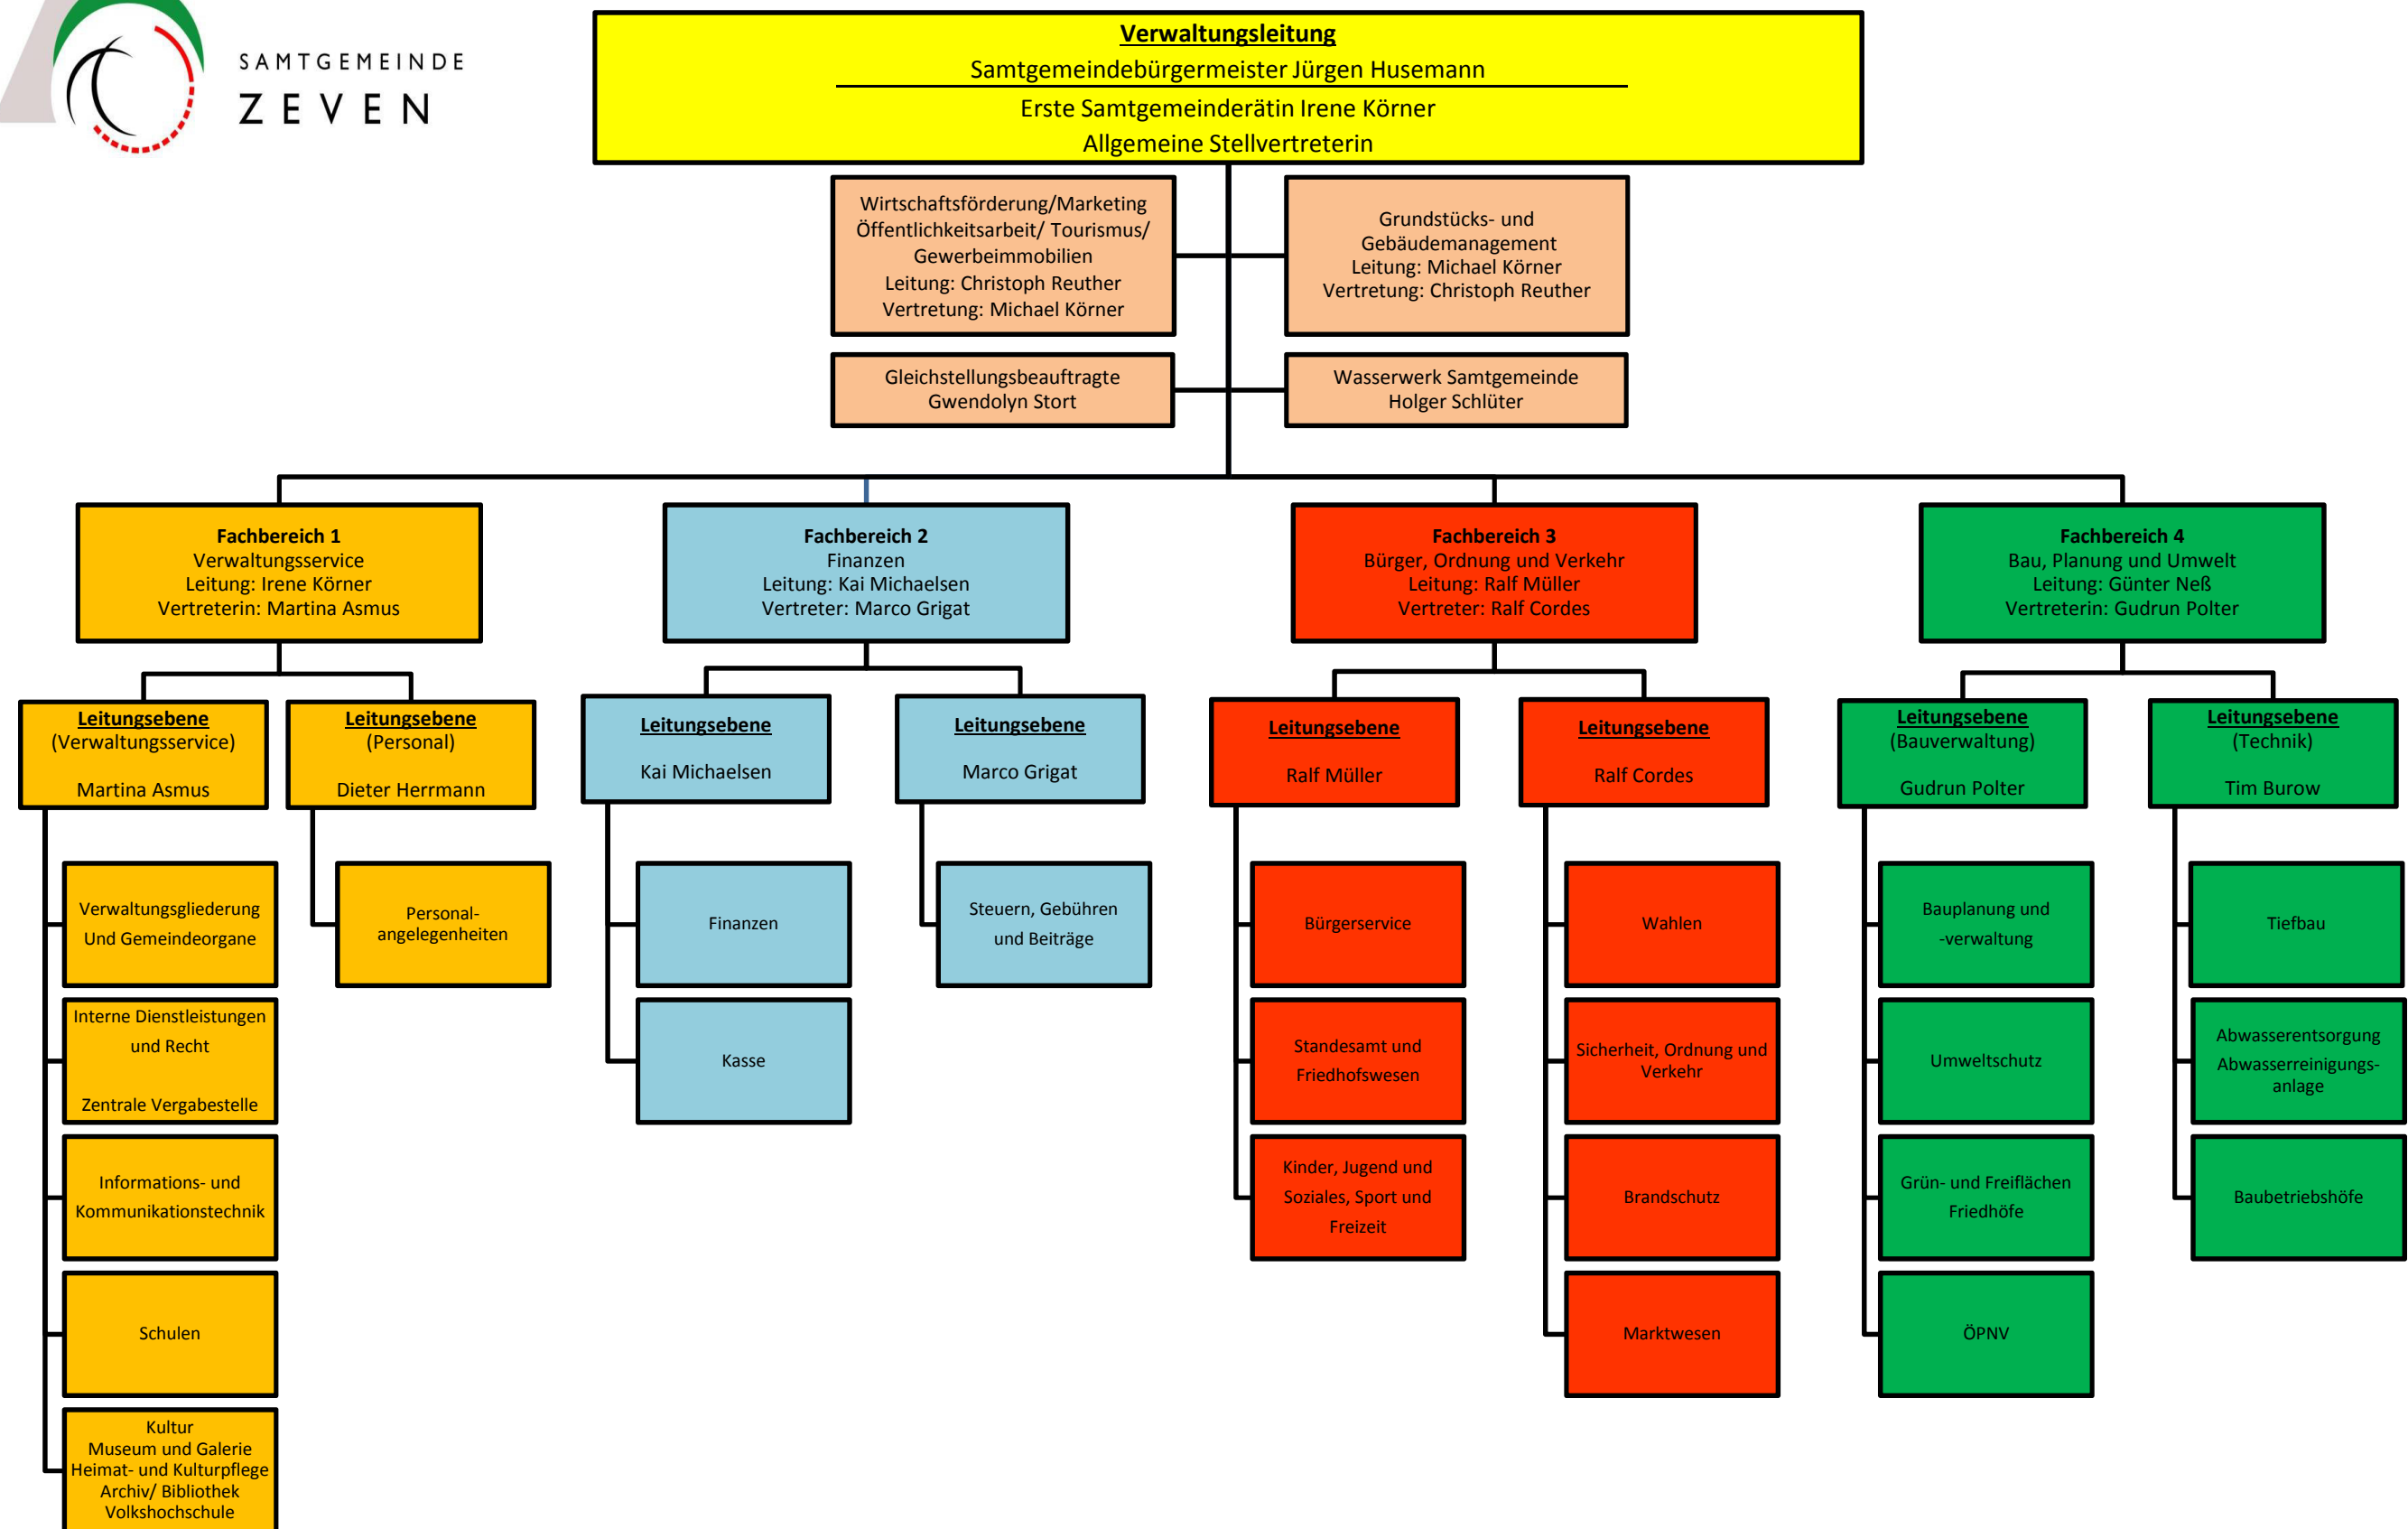 SAMTGEMEINDE
ZEVEN
Verwaltungsleitung
Samtgemeindebürgermeister Jürgen Husemann
Erste Samtgemeinderätin Irene Körner
Allgemeine Stellvertreterin
Wirtschaftsförderung/Marketing
Öffentlichkeitsarbeit/ Tourismus/
Gewerbeimmobilien
Leitung: Christoph Reuther
Vertretung: Michael Körner
Grundstücks- und
Gebäudemanagement
Leitung: Michael Körner
Vertretung: Christoph Reuther
Gleichstellungsbeauftragte
Gwendolyn Stort
Wasserwerk Samtgemeinde
Holger Schlüter
Fachbereich 1
Verwaltungsservice
Leitung: Irene Körner
Vertreterin: Martina Asmus
Fachbereich 2
Finanzen
Leitung: Kai Michaelsen
Vertreter: Marco Grigat
Fachbereich 3
Bürger, Ordnung und Verkehr
Leitung: Ralf Müller
Vertreter: Ralf Cordes
Fachbereich 4
Bau, Planung und Umwelt
Leitung: Günter Neß
Vertreterin: Gudrun Polter
Leitungsebene
(Verwaltungsservice)
Martina Asmus
Leitungsebene
(Personal)
Dieter Herrmann
Leitungsebene
Kai Michaelsen
Leitungsebene
Marco Grigat
Leitungsebene
Ralf Müller
Leitungsebene
Ralf Cordes
Leitungsebene
(Bauverwaltung)
Gudrun Polter
Leitungsebene
(Technik)
Tim Burow
Verwaltungsgliederung
Und Gemeindeorgane
Personal-
angelegenheiten
Finanzen
Steuern, Gebühren
und Beiträge
Bürgerservice
Wahlen
Bauplanung und
-verwaltung
Tiefbau
Interne Dienstleistungen
und Recht
Zentrale Vergabestelle
Kasse
Standesamt und
Friedhofswesen
Sicherheit, Ordnung und
Verkehr
Umweltschutz
Abwasserentsorgung
Abwasserreinigungs-
anlage
Informations- und
Kommunikationstechnik
Kinder, Jugend und
Soziales, Sport und
Freizeit
Brandschutz
Grün- und Freiflächen
Friedhöfe
Baubetriebshöfe
Schulen
Marktwesen
ÖPNV
Kultur
Museum und Galerie
Heimat- und Kulturpflege
Archiv/ Bibliothek
Volkshochschule